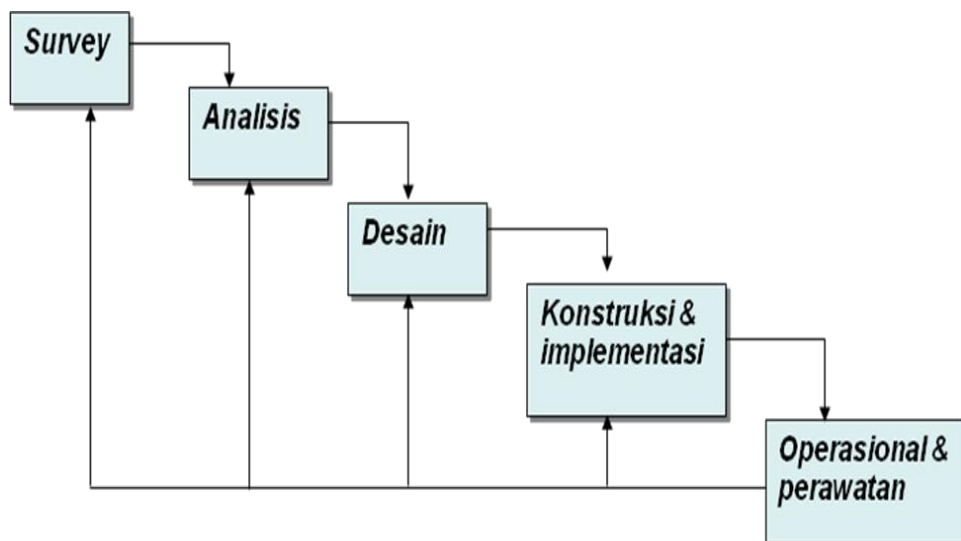 Survey
Analisis
Desain
Konstruksi &
implementasi
Operasional &
perawatan